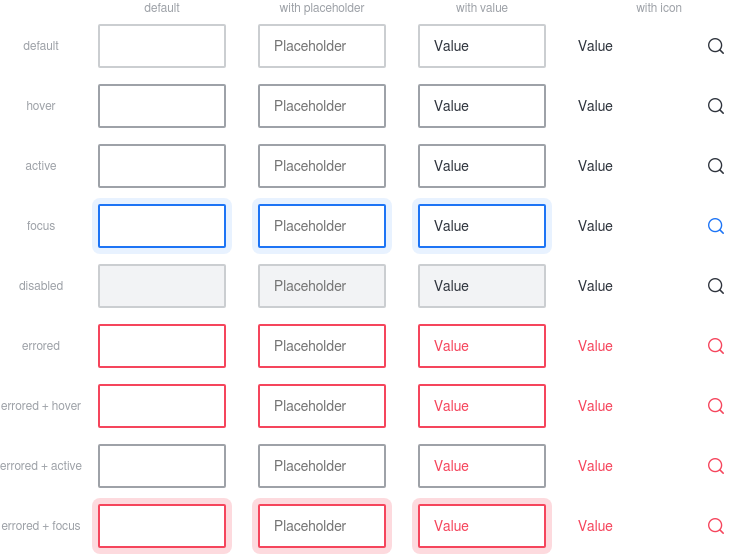 default with placeholder with value with icon
default Placeholder Value Value
hover Placeholder Value Value
active Placeholder Value Value
focus Placeholder Value Value
disabled Placeholder Value Value
errored Placeholder Value Value
errored + hover Placeholder Value Value
errored + active Placeholder Value Value
errored + focus Placeholder Value Value